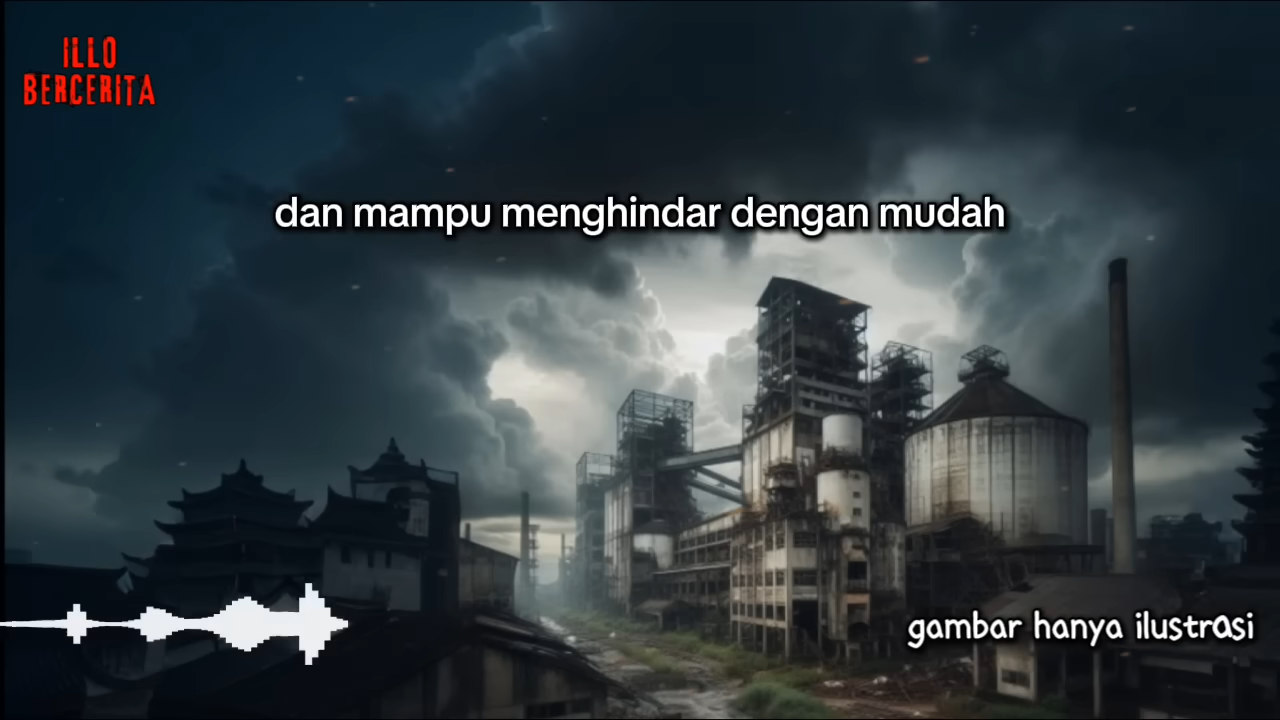 ILLO
BERCERITA
dan mampu menghindar dengan mudah
gambar hanya ilustrasi